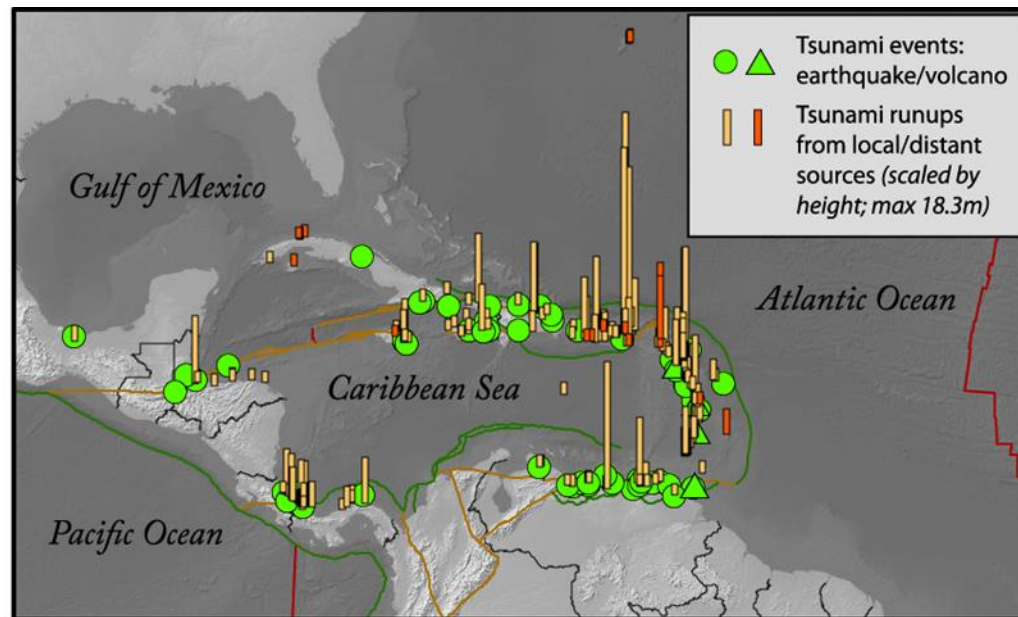 Tsunami events:
earthquake/volcano
Tsunami runups
from local/distant
sources (scaled by
height; max 18.3m)
Gulf of Mexico
Atlantic Ocean
Caribbean Sea
Pacific Ocean